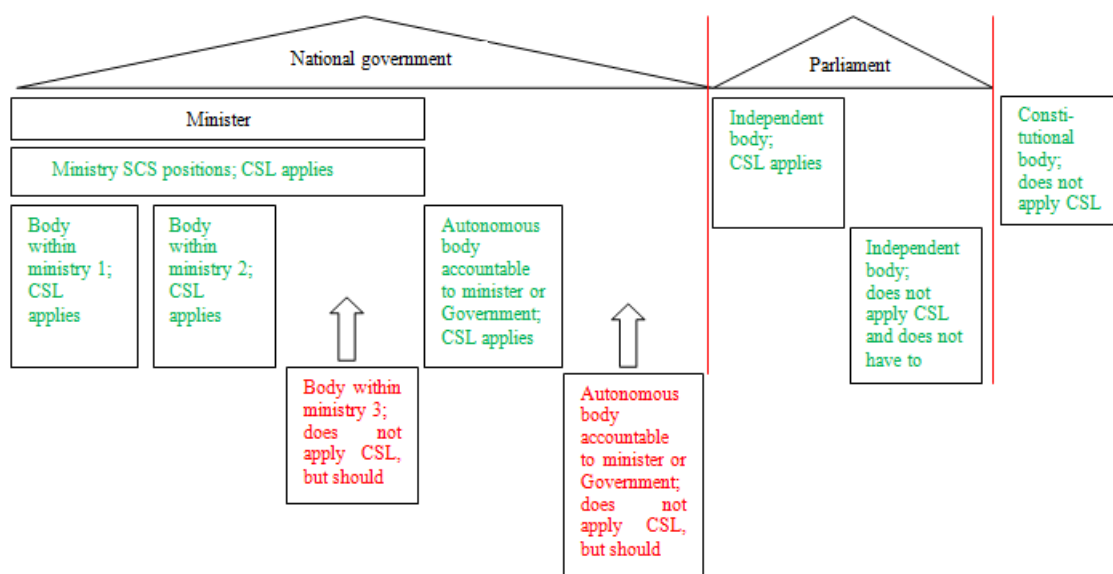 National government
Parliament
Minister
Ministry SCS positions; CSL applies
Body
within
ministry 1;
CSL
applies
Body
within
ministry 2;
CSL
applies
Body within
ministry 3;
does not
apply CSL,
but should
Autonomous
body
accountable
to minister or
Government;
CSL applies
Autonomous
body
accountable
to minister or
Government;
does not
apply CSL,
but should
Independent
body;
CSL applies
Independent
body;
does not
apply CSL
and does not
have to
Consti-
tutional
body;
does not
apply CSL